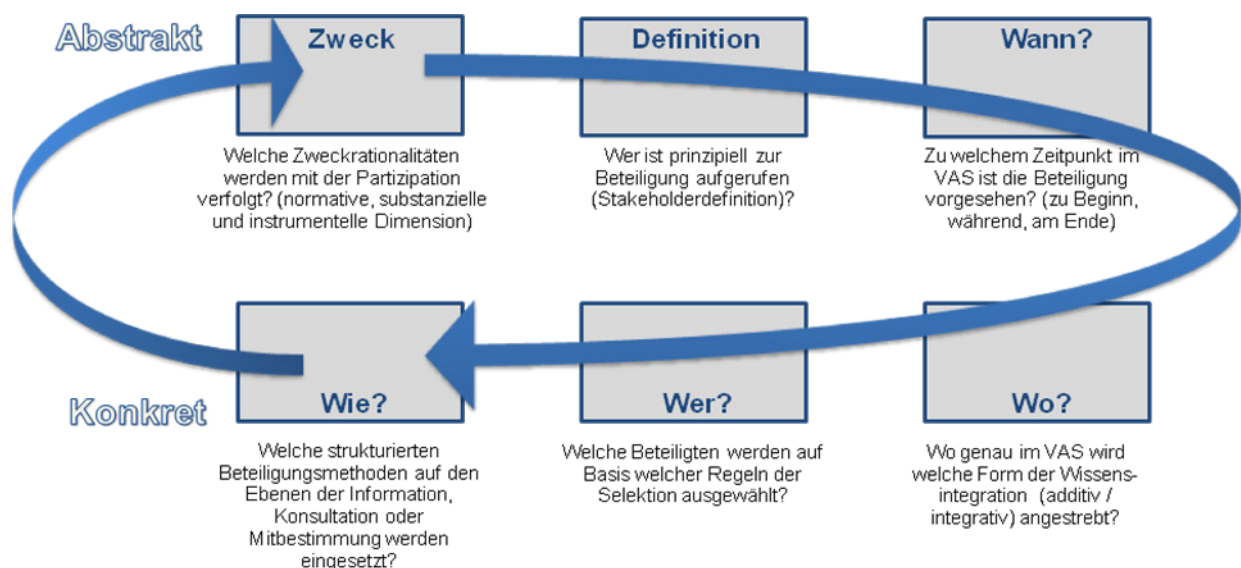 Abstrakt
Zweck
Welche Zweckrationalitäten
werden mit der Partizipation
verfolgt? (normative, substanzielle
und instrumentelle Dimension)
Definition
Wer ist prinzipiell zur
Beteiligung aufgerufen
(Stakeholderdefinition)?
Wann?
Zu welchem Zeitpunkt im
VAS ist die Beteiligung
vorgesehen? (zu Beginn,
während, am Ende)
Konkret
Wie?
Welche strukturierten
Beteiligungsmethoden auf den
Ebenen der Information,
Konsultation oder
Mitbestimmung werden
eingesetzt?
Wer?
Welche Beteiligten werden auf
Basis welcher Regeln der
Selektion ausgewählt?
Wo?
Wo genau im VAS wird
welche Form der Wissens-
integration (additiv /
integrativ) angestrebt?